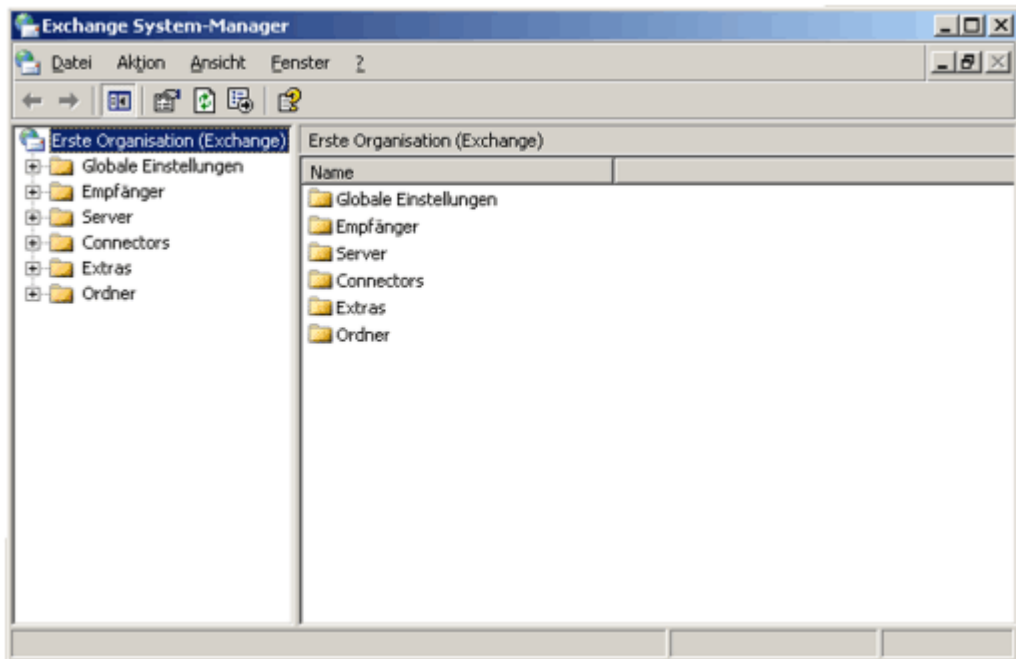 Exchange System-Manager
Datei Aktion Ansicht Fenster ?
Erste Organisation (Exchange)
Globale Einstellungen
Empfänger
Server
Connectors
Extras
Ordner
Erste Organisation (Exchange)
Name
Globale Einstellungen
Empfänger
Server
Connectors
Extras
Ordner